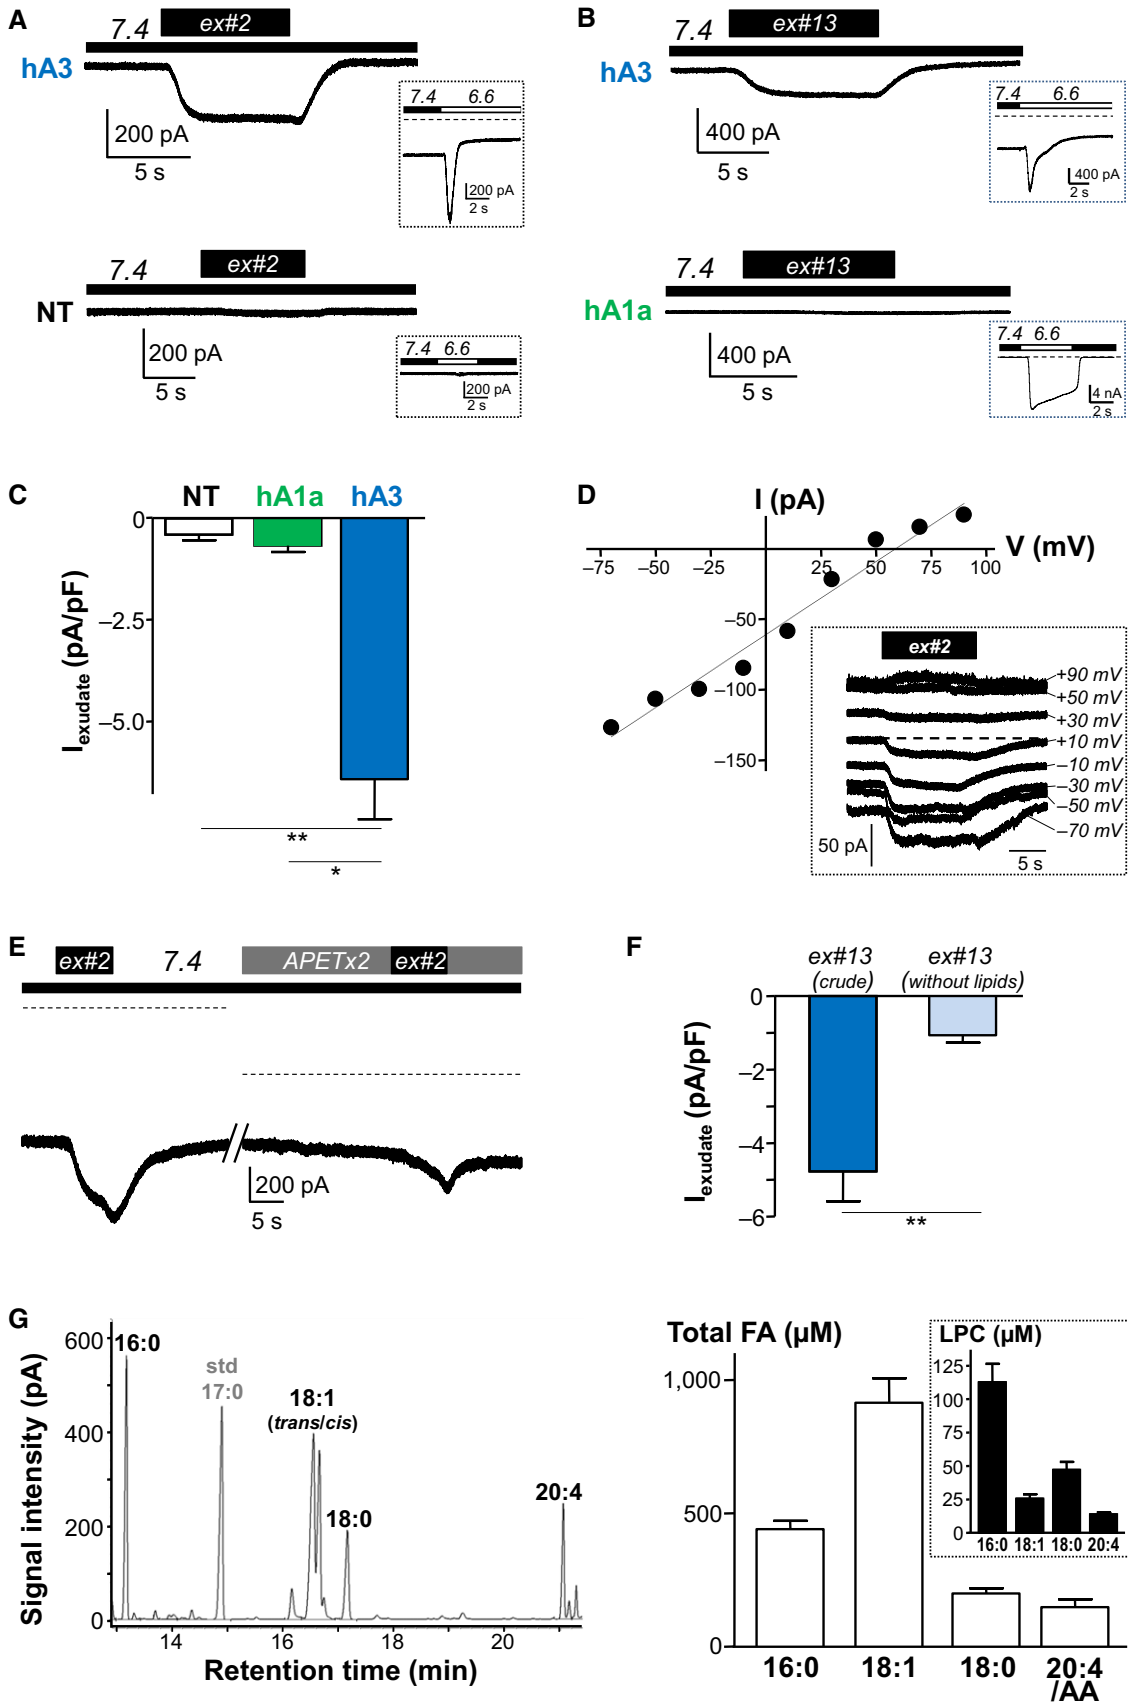 A
7.4
ex#2
hA3
200 pA
5 s
7.4 6.6
200 pA
2 s
7.4
ex#2
NT
200 pA
5 s
7.4 6.6
200 pA
2 s
B
7.4
ex#13
hA3
400 pA
5 s
7.4 6.6
400 pA
2 s
7.4
ex#13
hA1a
400 pA
5 s
7.4 6.6
4 nA
2 s
C
NT hA1a hA3
0
−2.5
−5.0
Iexudate (pA/pF)
**
*
D
I (pA)
V (mV)
−75 −50 −25 25 50 75 100
−50
−100
−150
ex#2
+90 mV
+50 mV
+30 mV
+10 mV
−10 mV
−30 mV
−50 mV
−70 mV
50 pA
5 s
E
ex#2 7.4 APETx2 ex#2
200 pA
5 s
F
ex#13 ex#13
(crude) (without lipids)
0
−2
−4
−6
Iexudate (pA/pF)
**
G
Signal intensity (pA)
600
400
200
0
16:0
std
17:0
18:1
(trans/cis)
18:0
20:4
14 16 18 20
Retention time (min)
Total FA (µM)
1,000
500
0
16:0 18:1 18:0 20:4
/AA
LPC (µM)
125
100
75
50
25
0
16:0 18:1 18:0 20:4